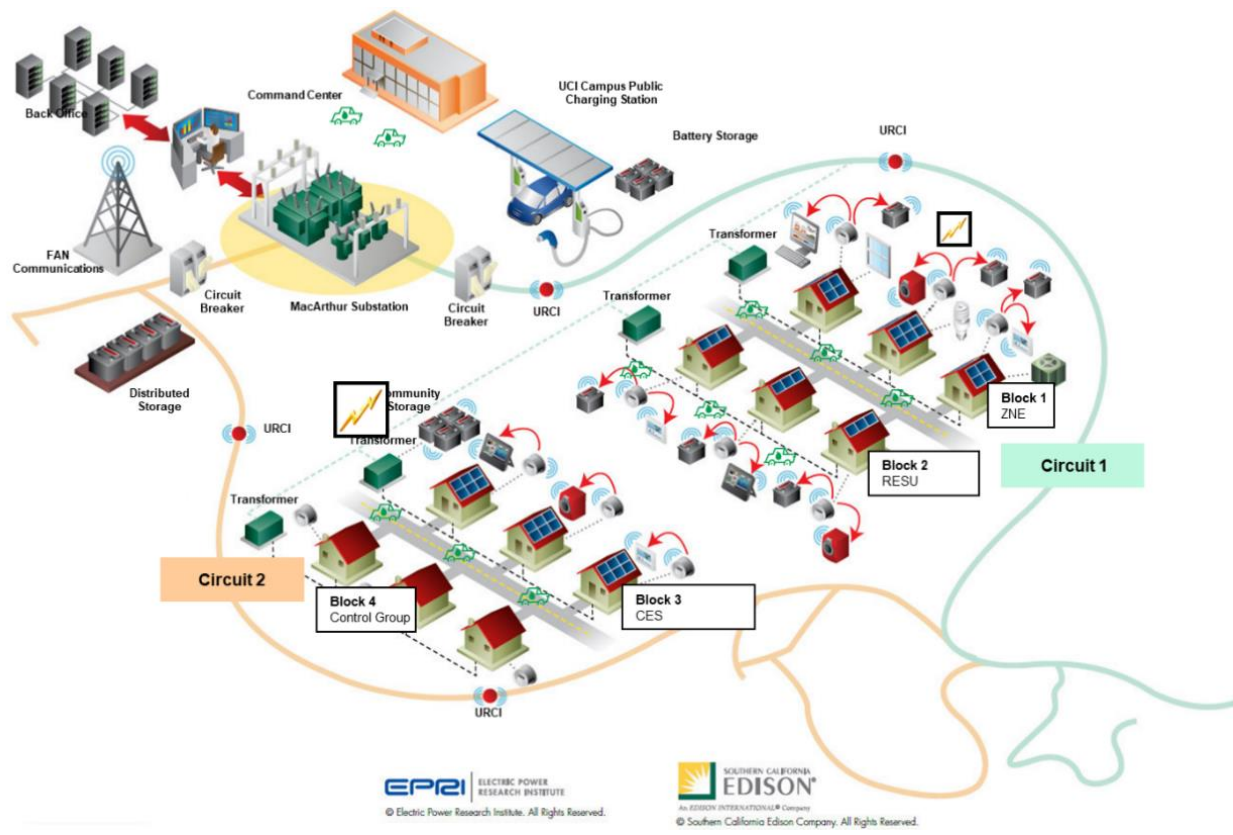 Back Office
Command Center
UCI Campus Public
Charging Station
Battery Storage
URCI
FAN
Communications
Circuit
Breaker
MacArthur Substation
Circuit
Breaker
URCI
Transformer
Transformer
Distributed
Storage
URCI
ommunity
Storage
Transformer
Transformer
Block 1
ZNE
Block 2
RESU
Circuit 1
Circuit 2
Block 4
Control Group
Block 3
CES
URCI
EPRI
ELECTRIC POWER
RESEARCH INSTITUTE
© Electric Power Research Institute. All Rights Reserved.
SOUTHERN CALIFORNIA
EDISON®
An EDISON INTERNATIONAL® Company
© Southern California Edison Company. All Rights Reserved.